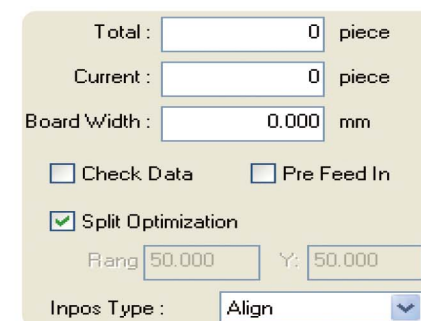 Total : 0 piece
Current : 0 piece
Board Width : 0.000 mm
Check Data Pre Feed In
Split Optimization
Rang 50.000 Y: 50.000
Inpos Type : Align